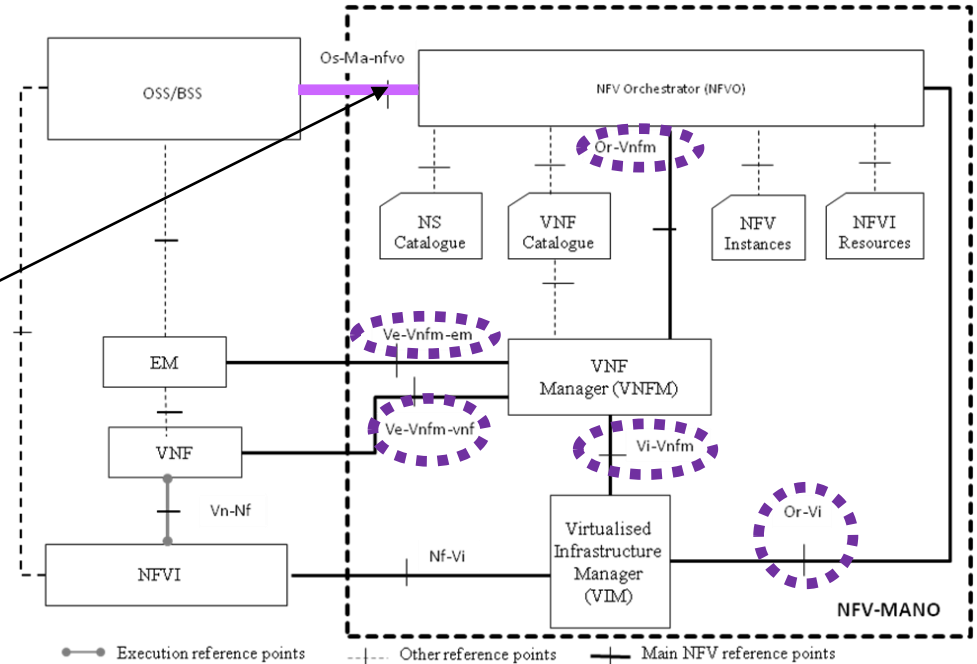 Os-Ma-nfvo
OSS/BSS
NFV Orchestrator (NFVO)
Or-Vnfm
NS
Catalogue
VNF
Catalogue
NFV
Instances
NFVI
Resources
Ve-Vnfm-em
EM
VNF
Manager (VNFM)
Ve-Vnfm-vnf
VNF
Vi-Vnfm
Vn-Nf
Or-Vi
Virtualised
Infrastructure
Manager
(VIM)
Nf-Vi
NFVI
NFV-MANO
Execution reference points
Other reference points
Main NFV reference points